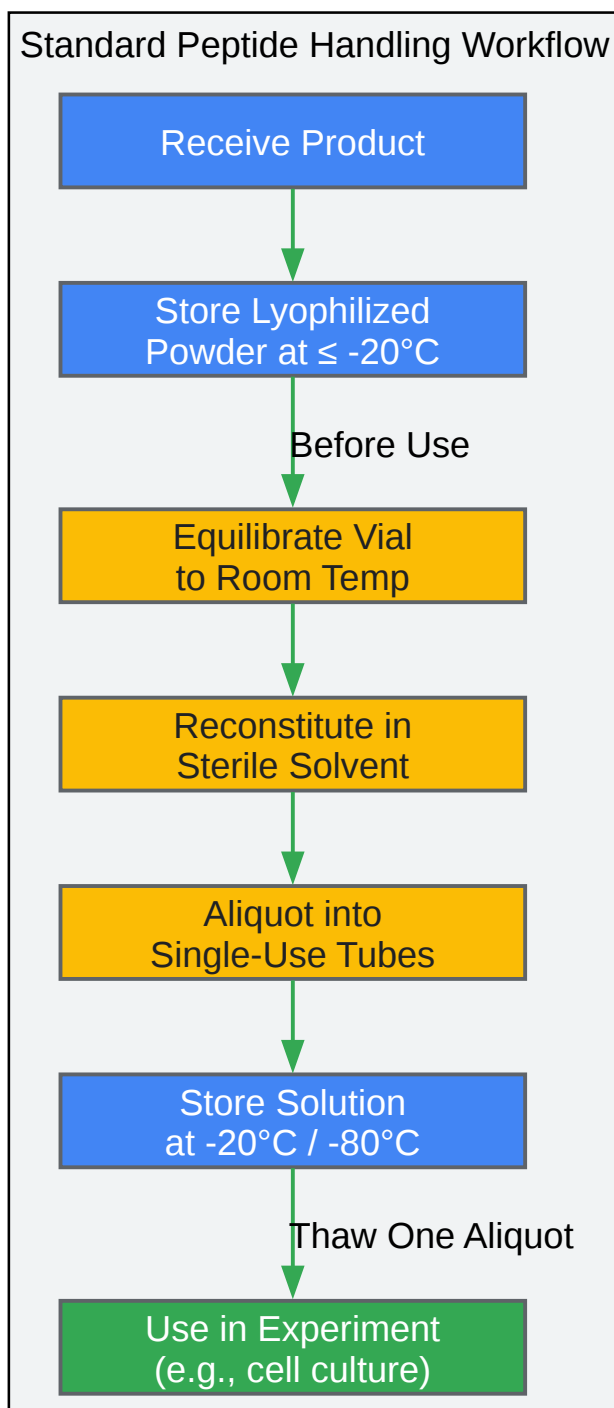 Standard Peptide Handling Workflow
Receive Product
Store Lyophilized
Powder at ≤ -20°C
Before Use
Equilibrate Vial
to Room Temp
Reconstitute in
Sterile Solvent
Aliquot into
Single-Use Tubes
Store Solution
at -20°C / -80°C
Thaw One Aliquot
Use in Experiment
(e.g., cell culture)